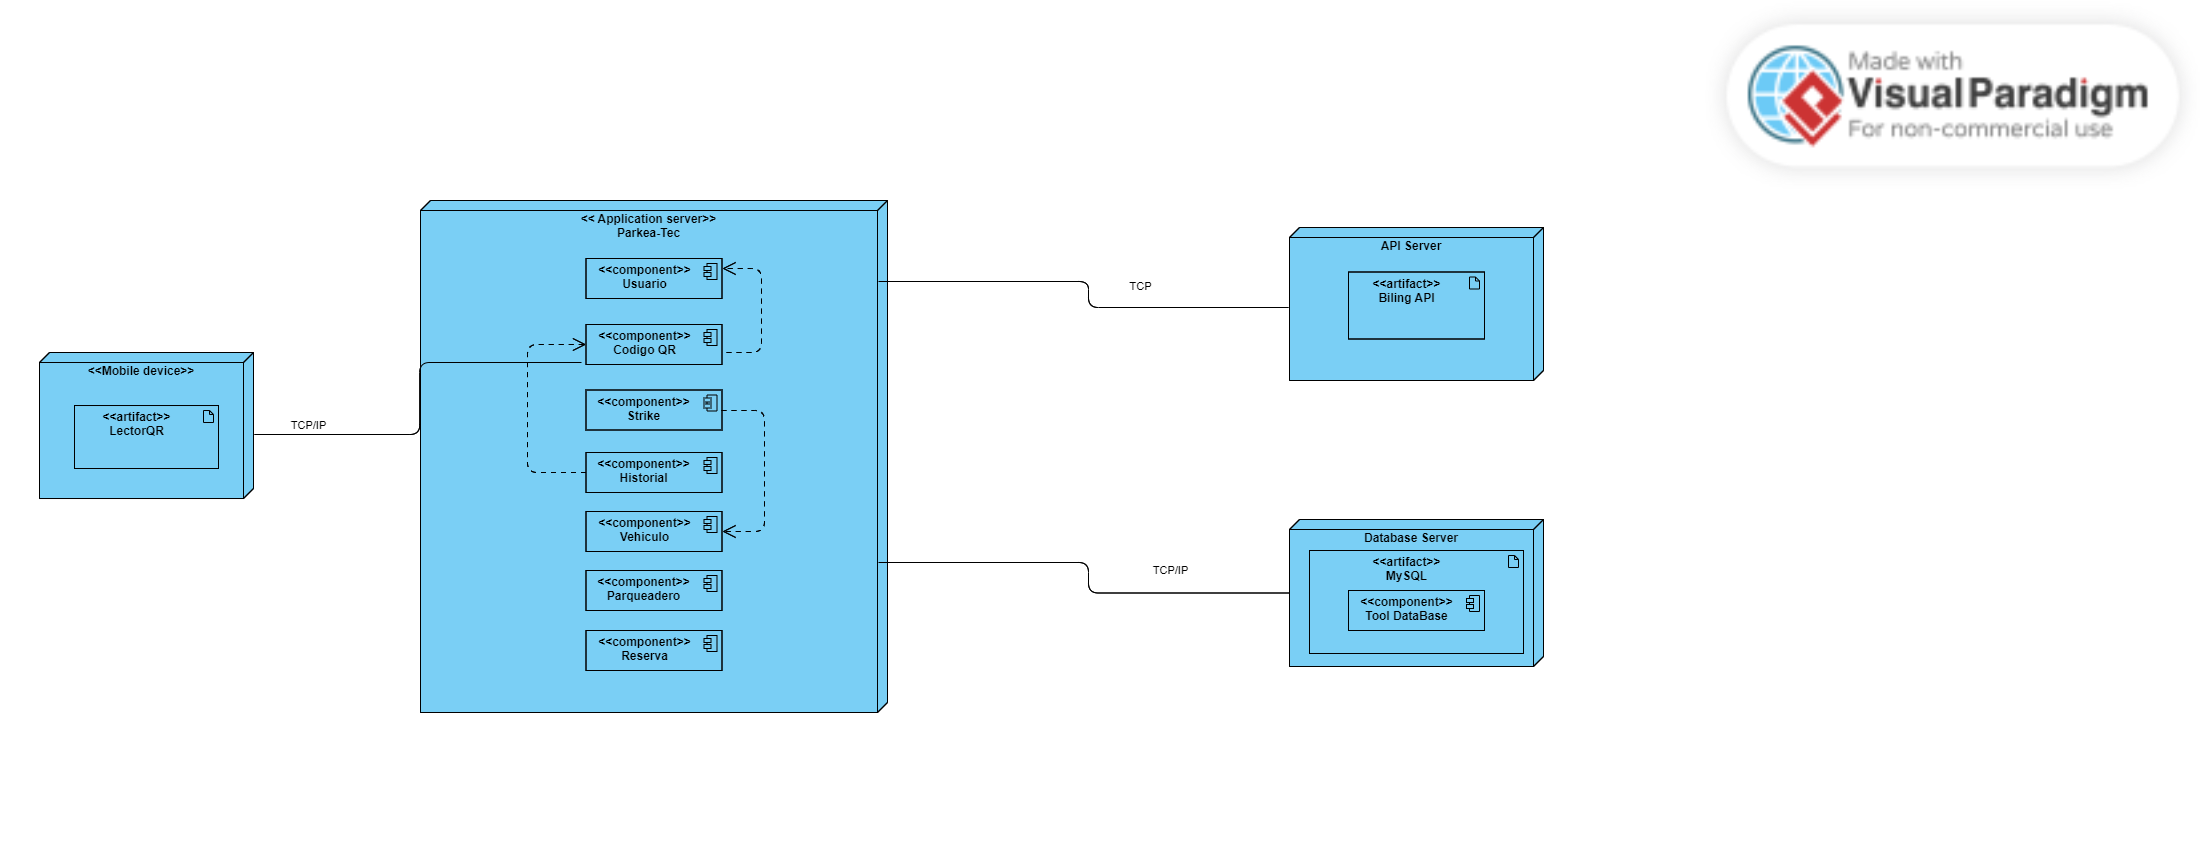 Made with
Visual Paradigm
For non-commercial use
<< Application server>>
Parkea-Tec
<<component>>
Usuario
<<component>>
Codigo QR
<<component>>
Strike
<<component>>
Historial
<<component>>
Vehiculo
<<component>>
Parqueadero
<<component>>
Reserva
<<Mobile device>>
<<artifact>>
LectorQR
TCP/IP
TCP
API Server
<<artifact>>
Biling API
TCP/IP
Database Server
<<artifact>>
MySQL
<<component>>
Tool DataBase